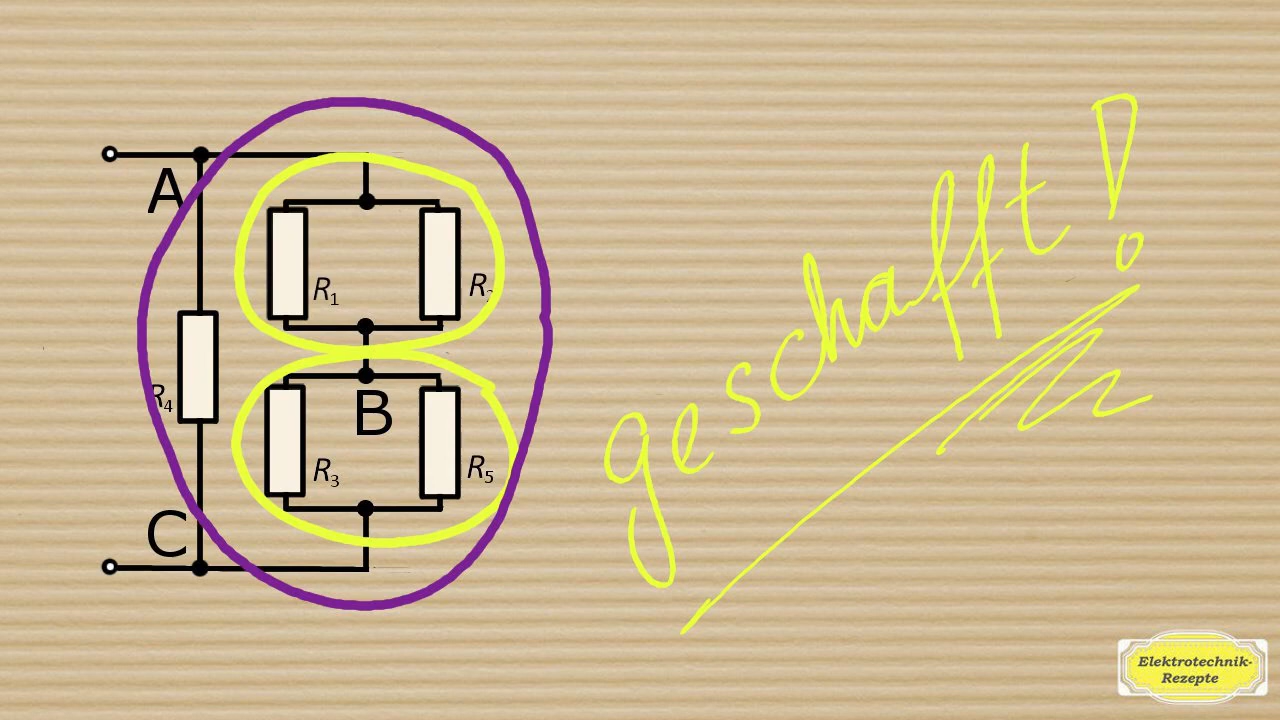 A
R1
R2
R4
B
R3
R5
C
geschafft!
Elektrotechnik-
Rezepte